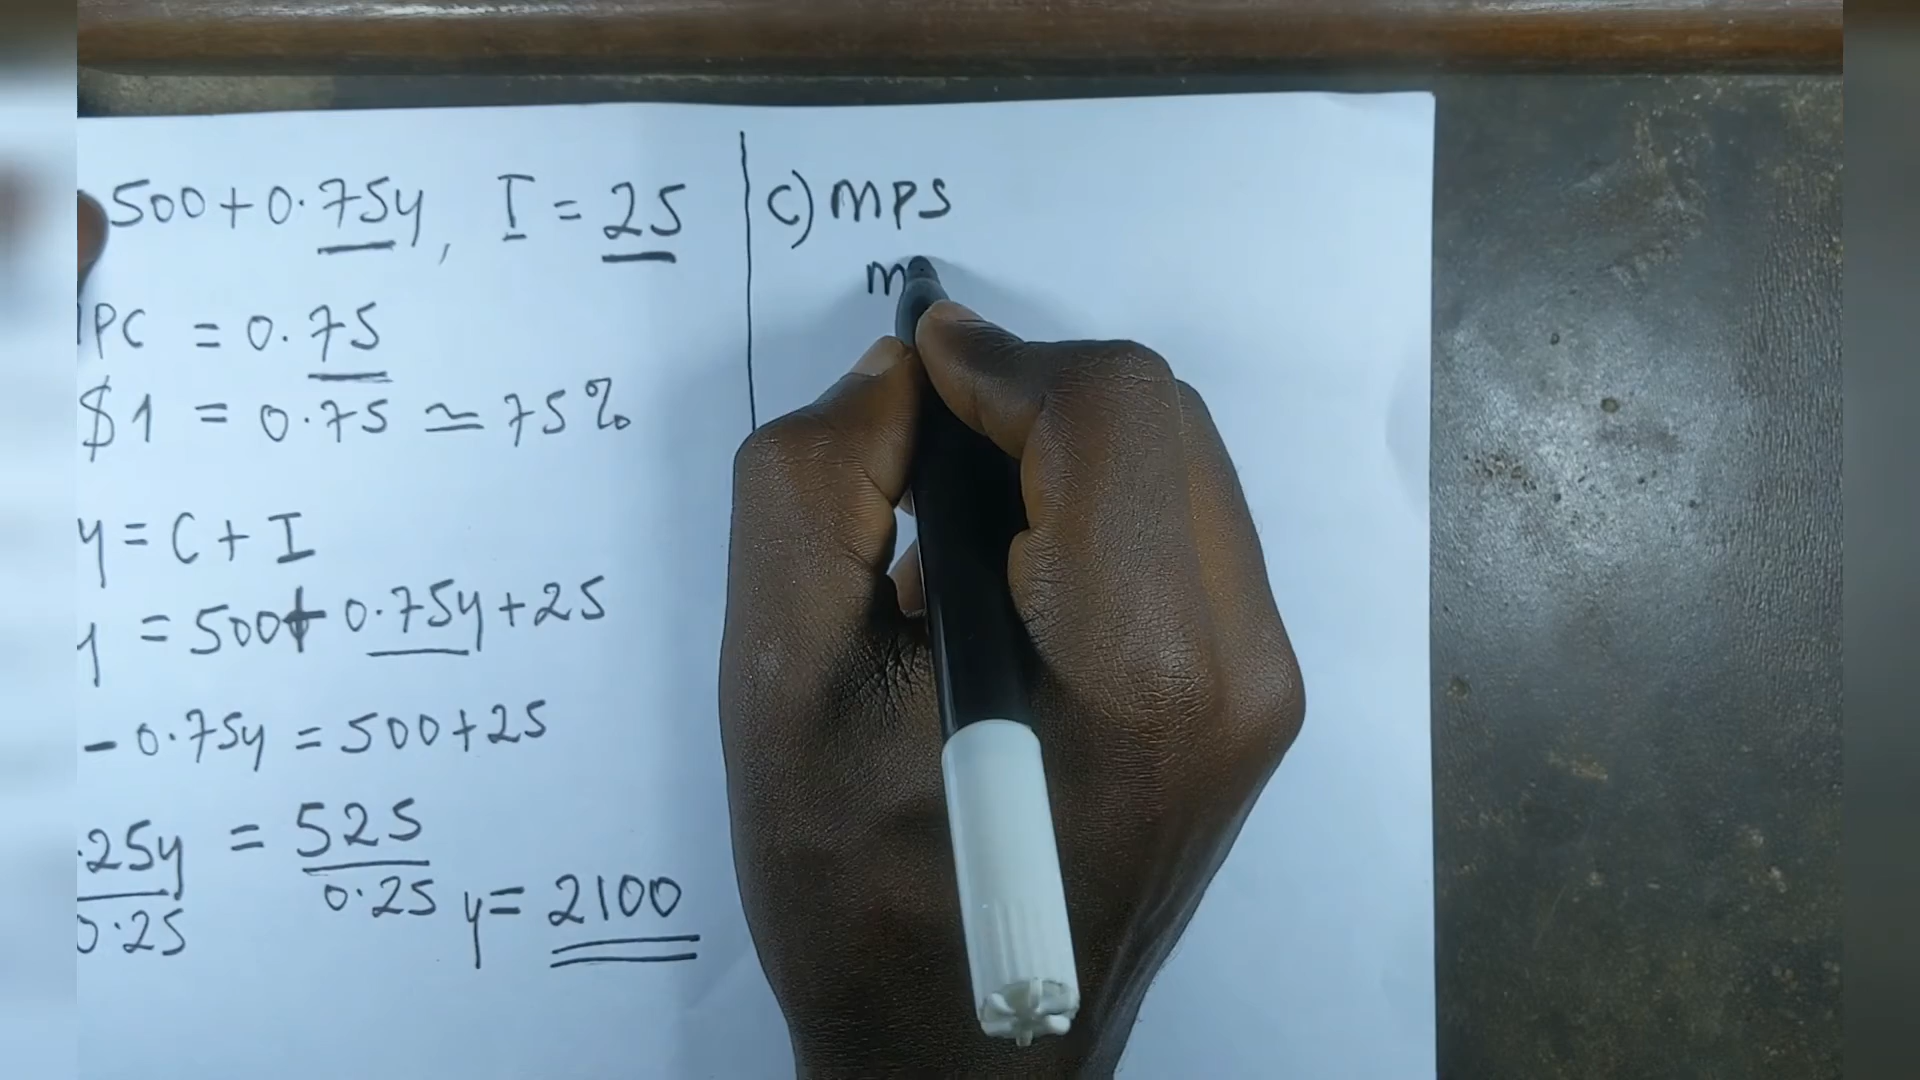 500+0.75y, I = 25
PC = 0.75
$1 = 0.75 ≃ 75%
y = C + I
y = 500+ 0.75y+25
- 0.75y = 500+25
.25y = 525
0.25 0.25 y= 2100
c) MPS
m